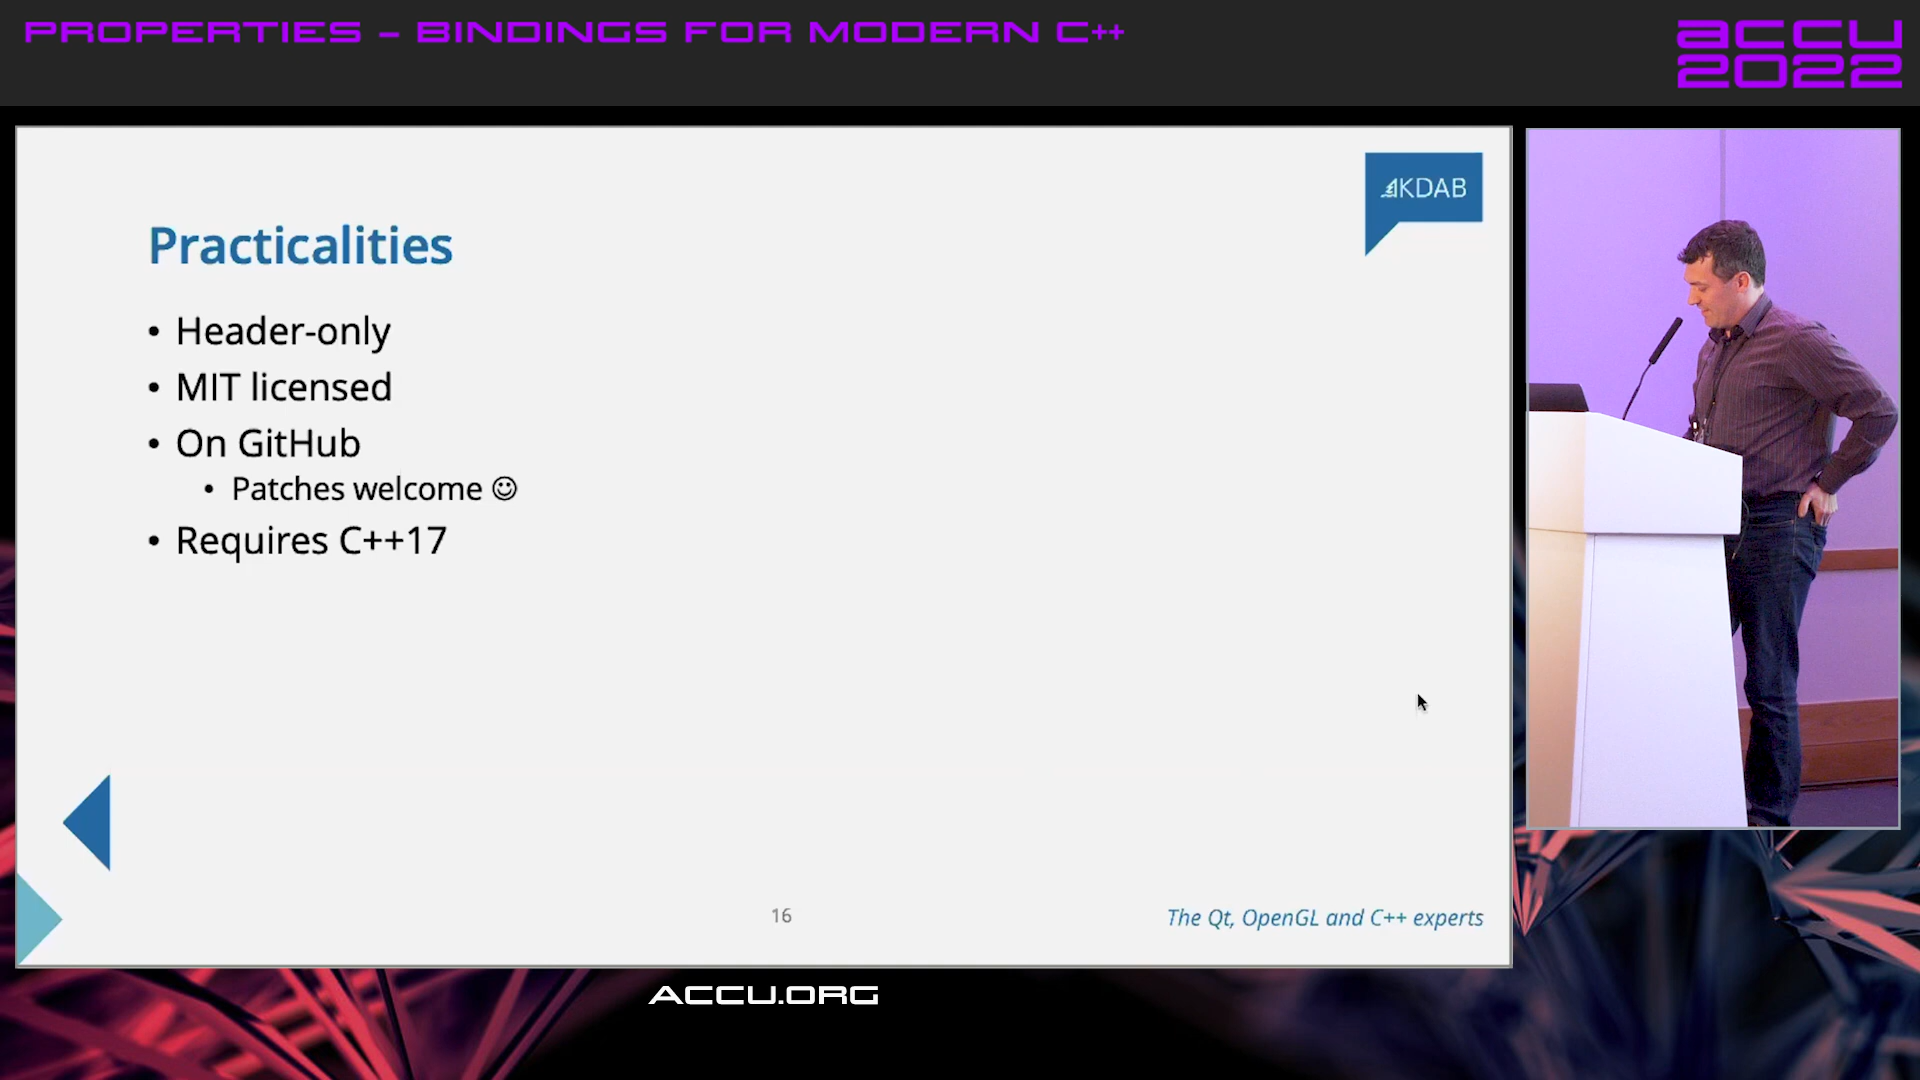 PROPERTIES - BINDINGS FOR MODERN C++
accu
2022
KDAB
Practicalities
• Header-only
• MIT licensed
• On GitHub
• Patches welcome ☺
• Requires C++17
16
The Qt, OpenGL and C++ experts
ACCU.ORG